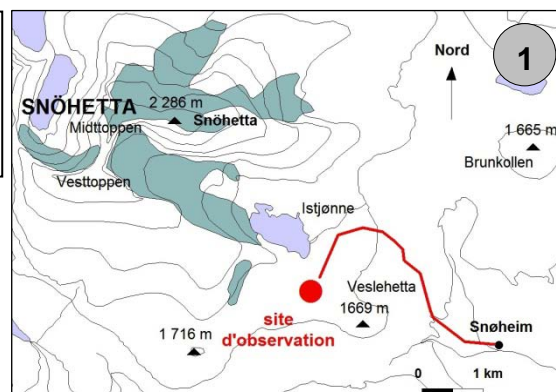 Nord
1
SNÖHETTA
2 286 m
Snöhetta
Midttoppen
1 665 m
Brunkollen
Vesttoppen
Istjønne
Veslehetta
site
d'observation
1669 m
Snøheim
1 716 m
0 1 km